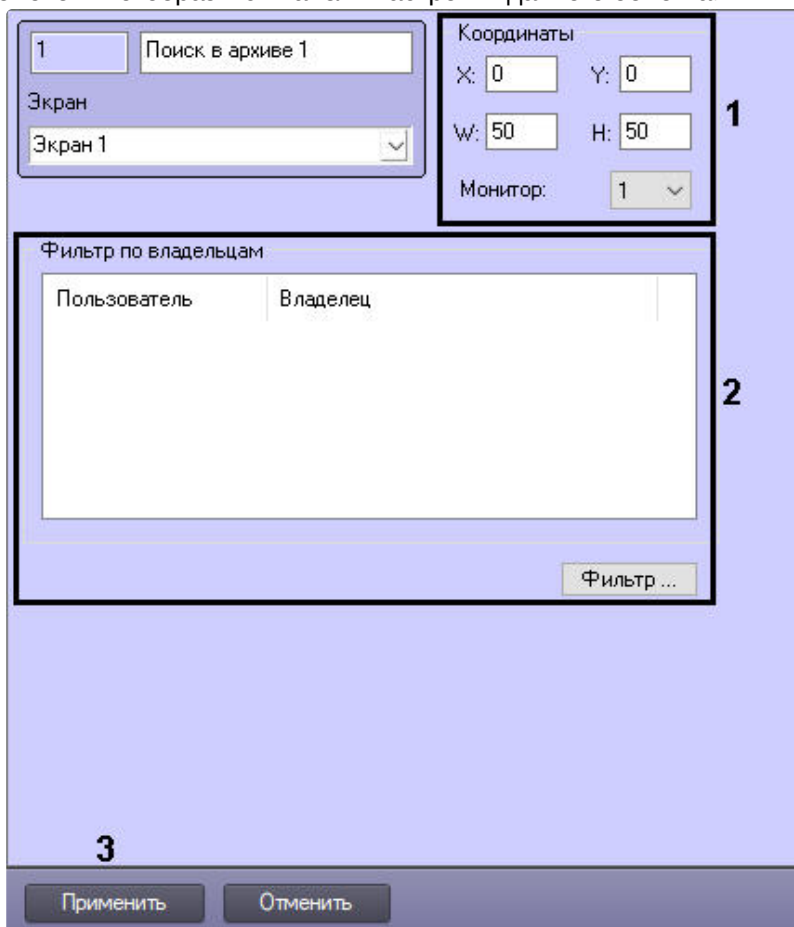 1 Поиск в архиве 1
Экран
Экран 1
Координаты
X: 0 Y: 0
W: 50 H: 50
Монитор: 1
1
Фильтр по владельцам
Пользователь Владелец
2
Фильтр ...
3
Применить Отменить